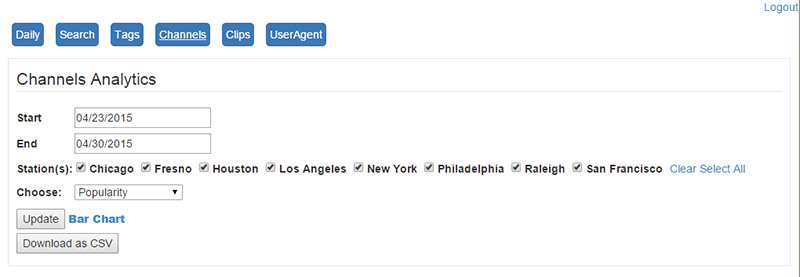 Logout
Daily Search Tags Channels Clips UserAgent
Channels Analytics
Start 04/23/2015
End 04/30/2015
Station(s): Chicago Fresno Houston Los Angeles New York Philadelphia Raleigh San Francisco Clear Select All
Choose: Popularity
Update Bar Chart
Download as CSV